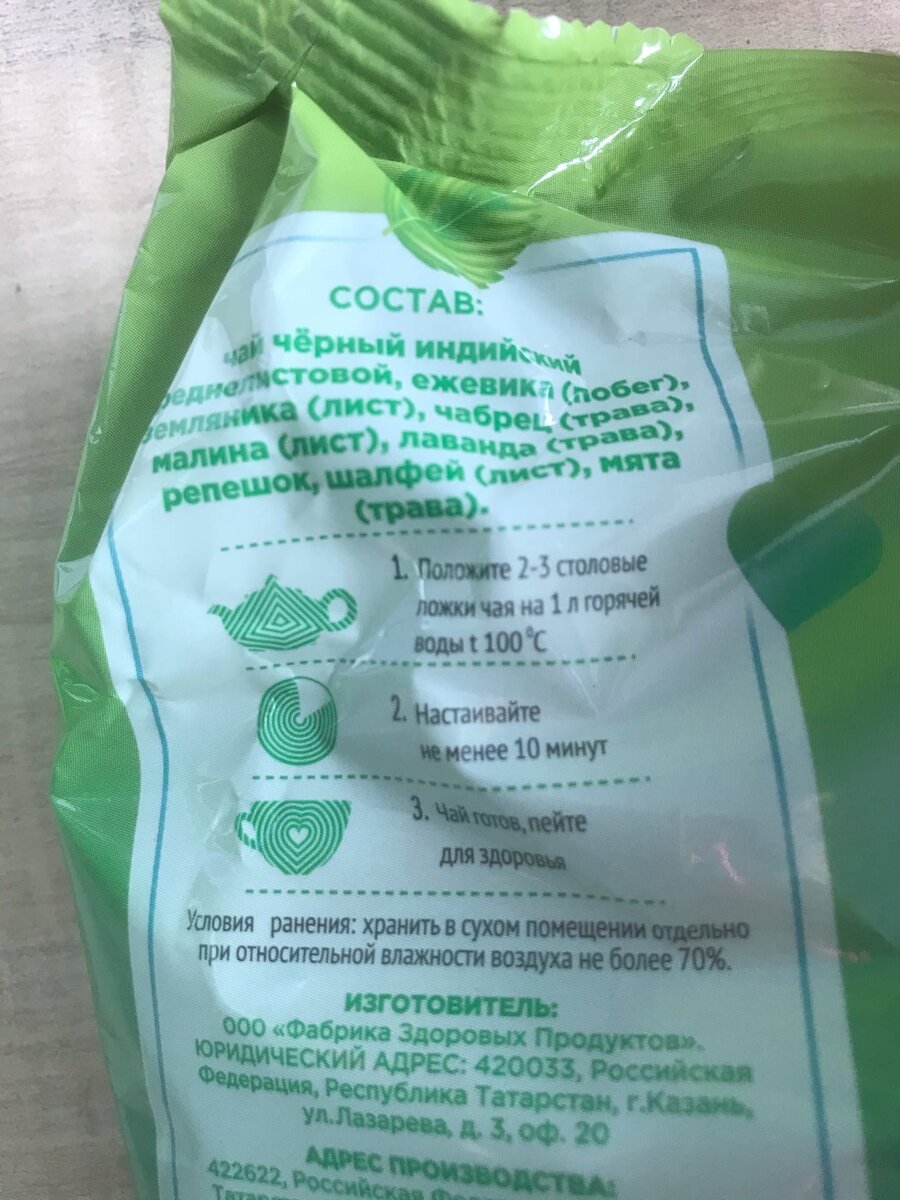 СОСТАВ:
чай чёрный индийский
реднелистовой, ежевика (побег),
земляника (лист), чабрец (трава),
малина (лист), лаванда (трава),
репешок, шалфей (лист), мята
(трава).
1. Положите 2-3 столовые
ложки чая на 1 л горячей
воды t 100 °C
2. Настаивайте
не менее 10 минут
3. Чай готов, пейте
для здоровья
Условия ранения: хранить в сухом помещении отдельно
при относительной влажности воздуха не более 70%.
ИЗГОТОВИТЕЛЬ:
ООО «Фабрика Здоровых Продуктов».
ЮРИДИЧЕСКИЙ АДРЕС: 420033, Российская
Федерация, Республика Татарстан, г.Казань,
ул.Лазарева, д. 3, оф. 20
АДРЕС ПРОИЗВОДСТВА:
422622, Российская